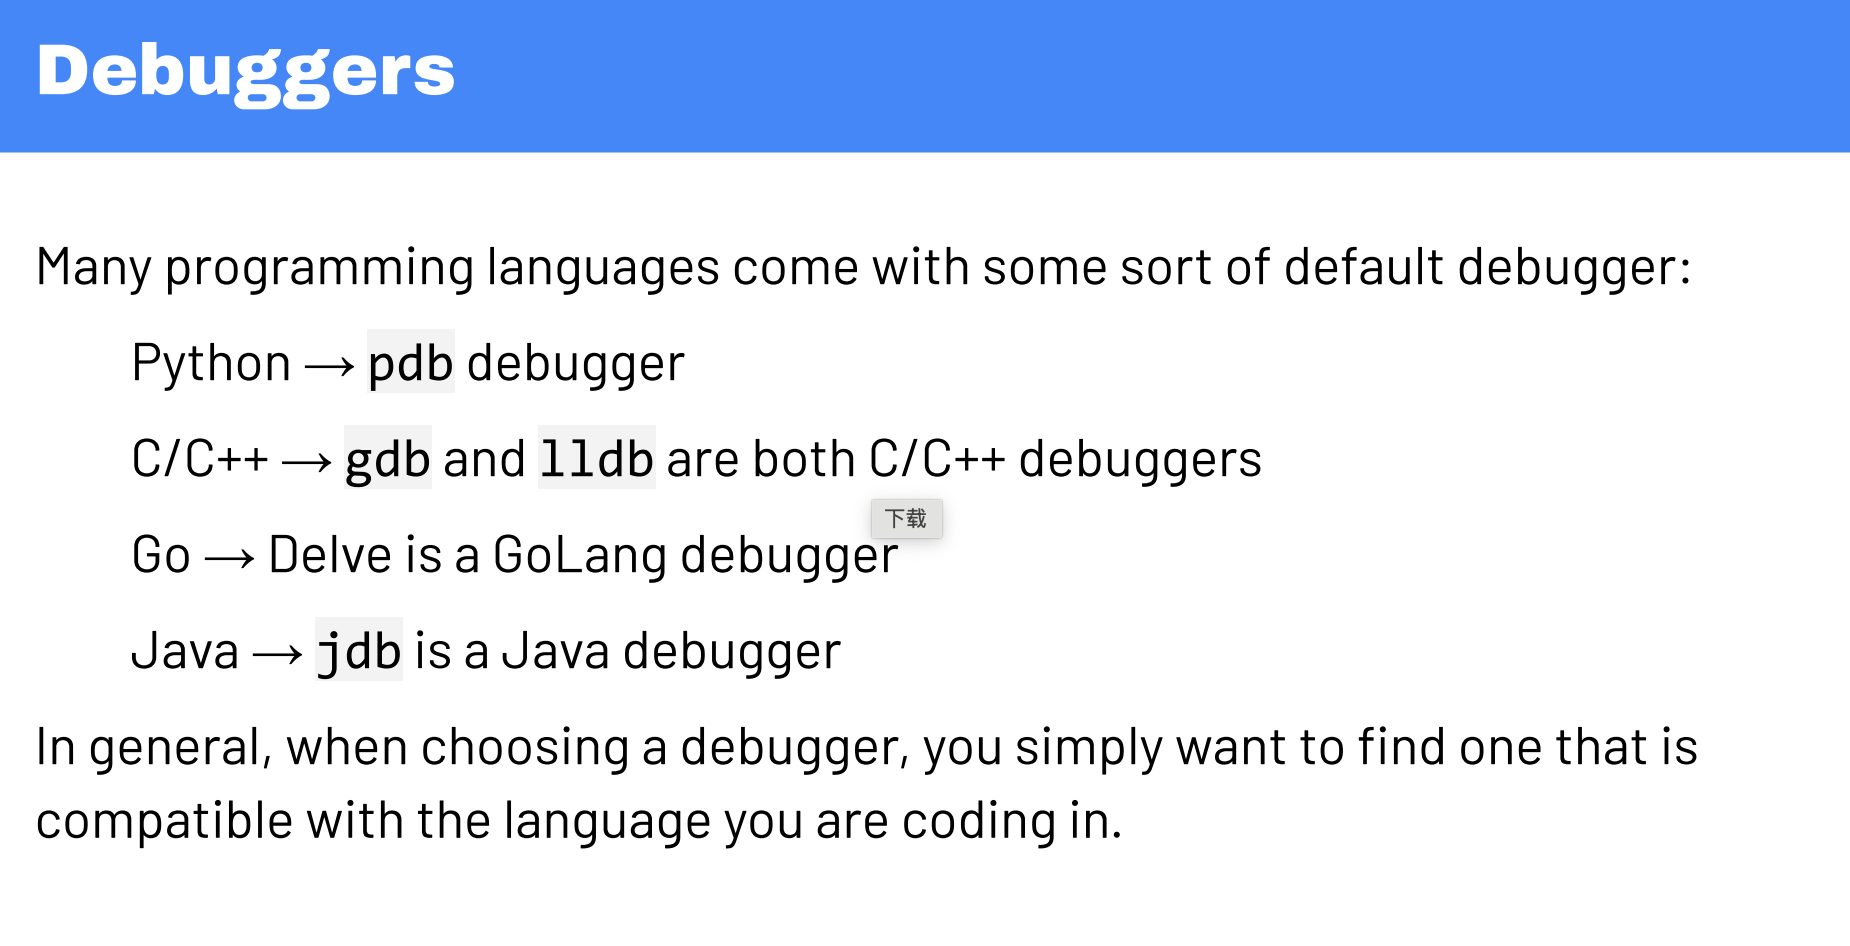 Debuggers
Many programming languages come with some sort of default debugger:
Python → pdb debugger
C/C++ → gdb and lldb are both C/C++ debuggers
下载
Go → Delve is a GoLang debugger
Java → jdb is a Java debugger
In general, when choosing a debugger, you simply want to find one that is
compatible with the language you are coding in.